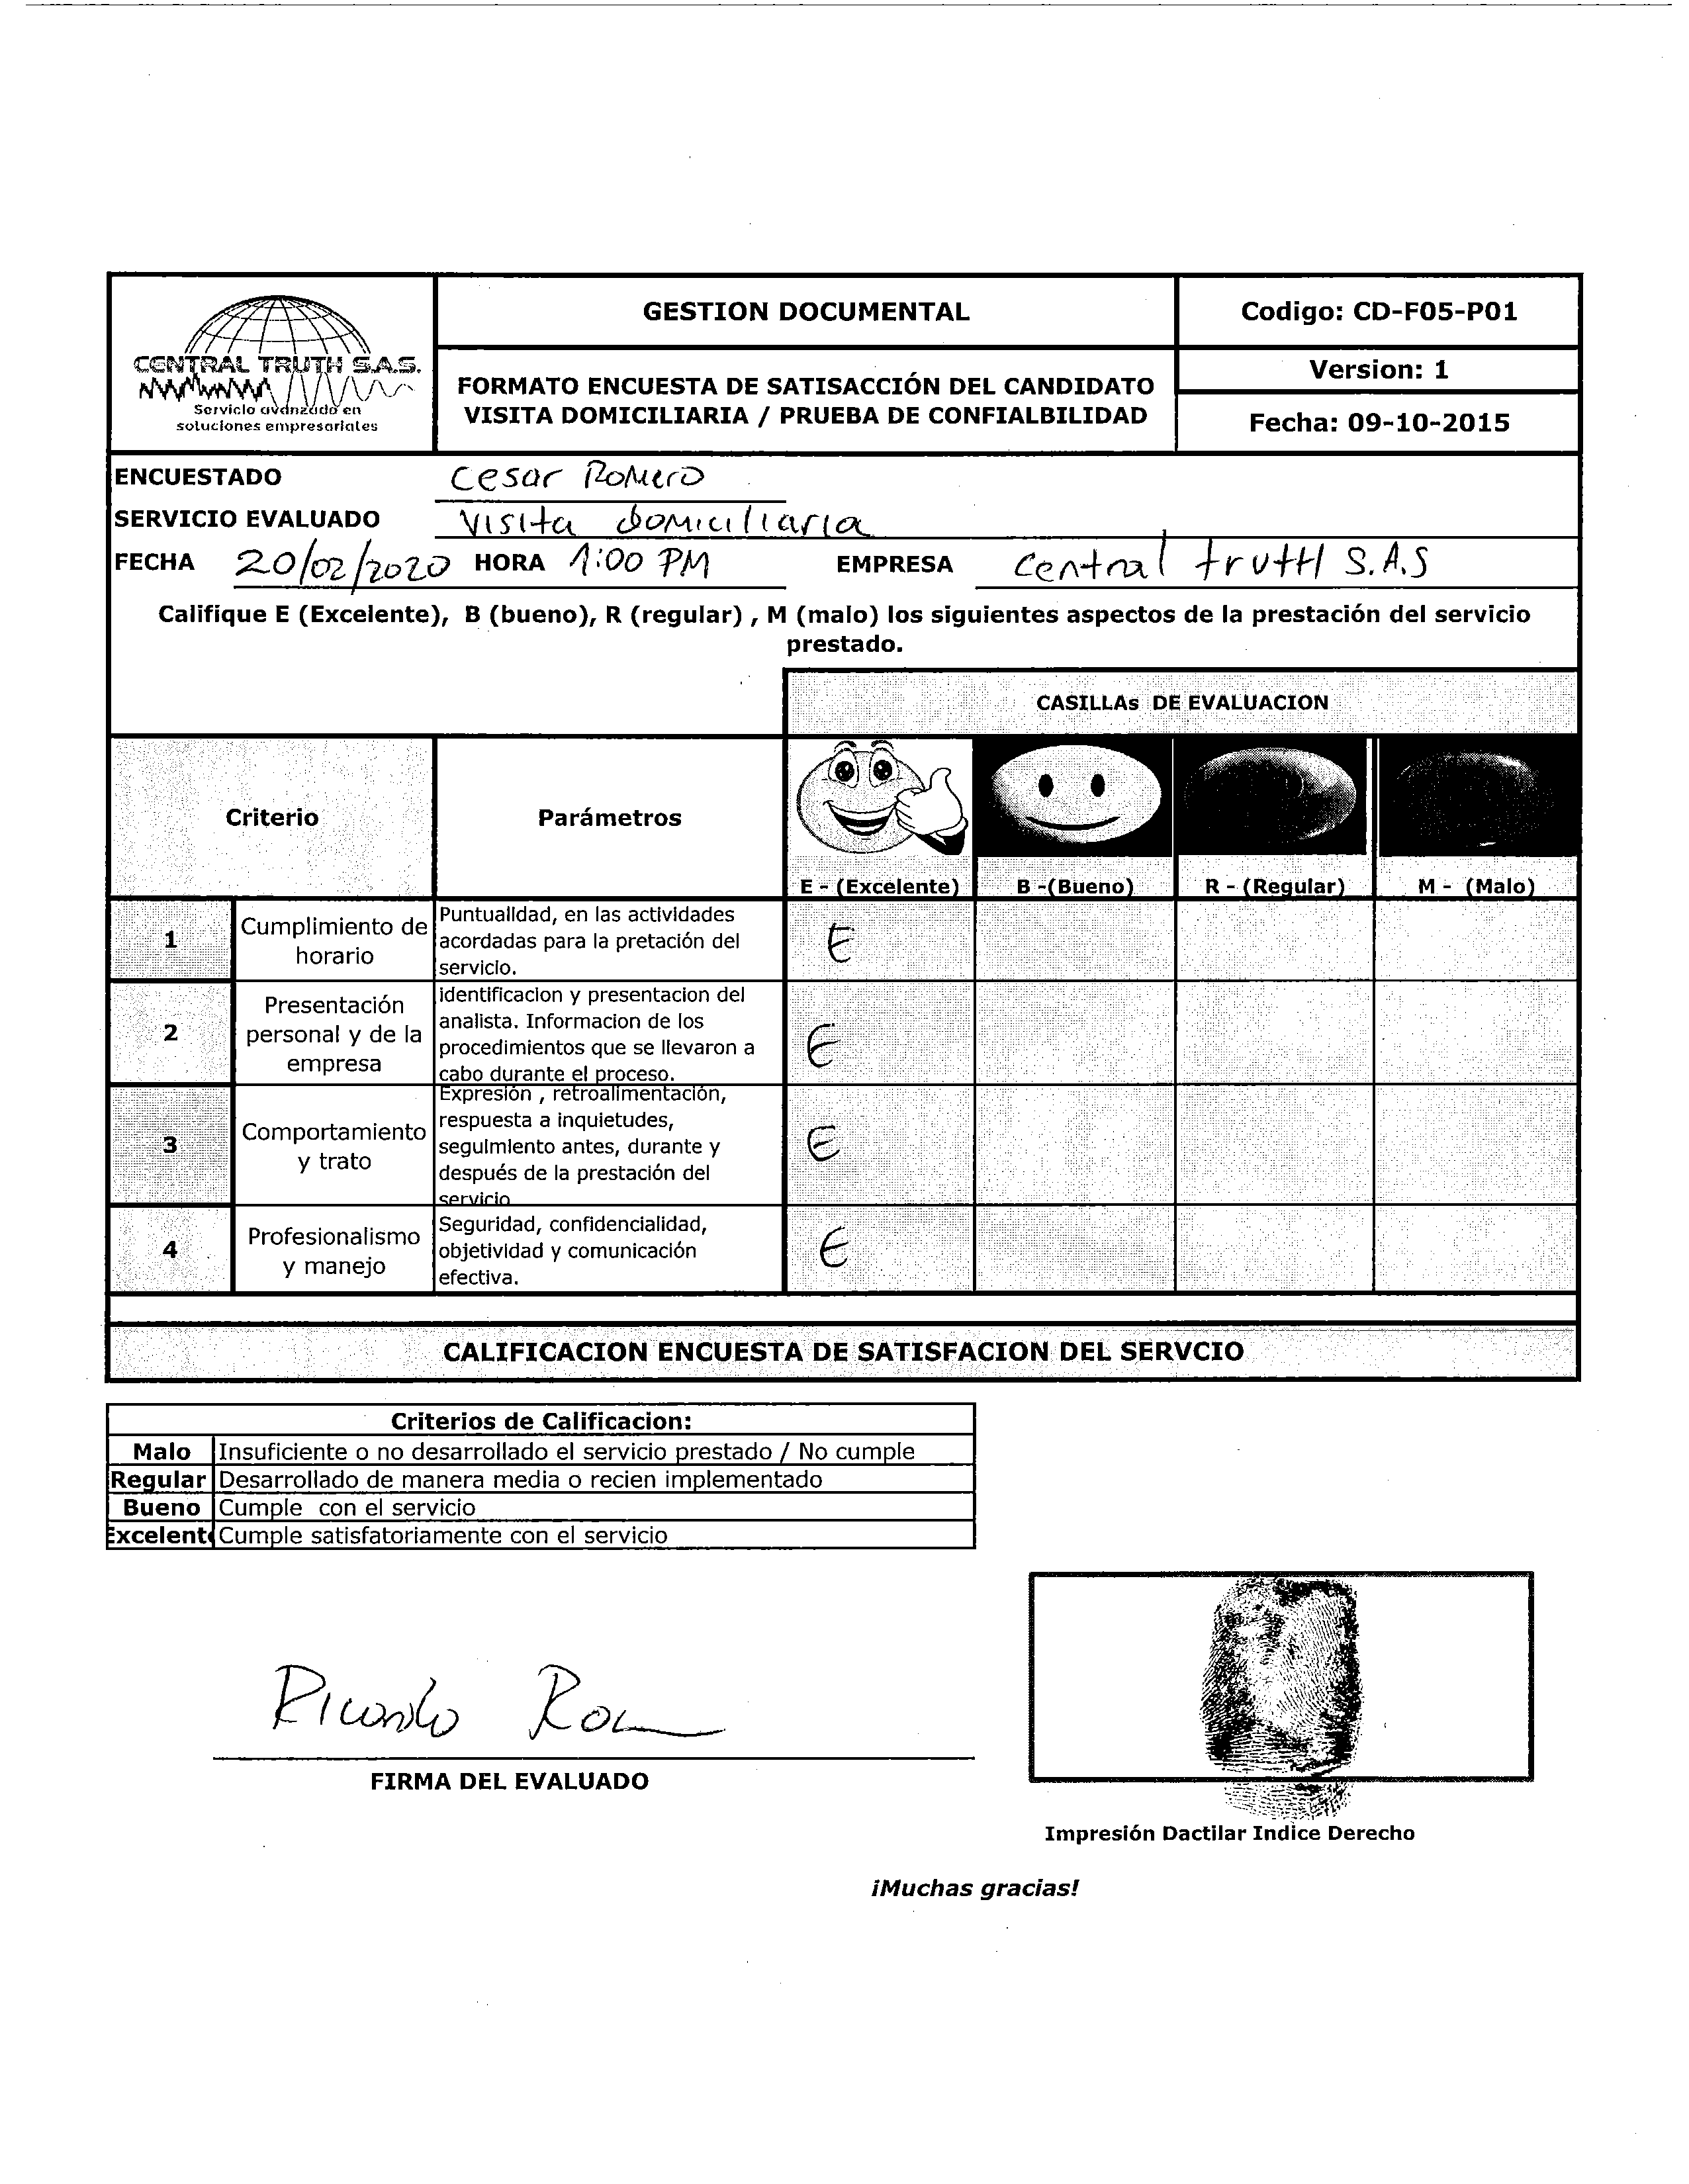 CENTRAL TRUTH S.A.S.
Servicio avanzado en
soluciones empresariales
GESTION DOCUMENTAL
FORMATO ENCUESTA DE SATISACCIÓN DEL CANDIDATO
VISITA DOMICILIARIA / PRUEBA DE CONFIALBILIDAD
Codigo: CD-F05-P01
Version: 1
Fecha: 09-10-2015
ENCUESTADO Cesar Romero
SERVICIO EVALUADO Visita domiciliaria
FECHA 20/02/2020 HORA 1:00 PM EMPRESA Central trutH S.A.S
Califique E (Excelente), B (bueno), R (regular) , M (malo) los siguientes aspectos de la prestación del servicio
prestado.
CASILLAs DE EVALUACION
Criterio Parámetros
E - (Excelente) B -(Bueno) R - (Regular) M - (Malo)
1
Cumplimiento de
horario
Puntualidad, en las actividades
acordadas para la pretación del
servicio.
E
2
Presentación
personal y de la
empresa
identificacion y presentacion del
analista. Informacion de los
procedimientos que se llevaron a
cabo durante el proceso.
E
3
Comportamiento
y trato
Expresión , retroalimentación,
respuesta a inquietudes,
seguimiento antes, durante y
después de la prestación del
servicio
E
4
Profesionalismo
y manejo
Seguridad, confidencialidad,
objetividad y comunicación
efectiva.
E
CALIFICACION ENCUESTA DE SATISFACION DEL SERVCIO
Criterios de Calificacion:
Malo Insuficiente o no desarrollado el servicio prestado / No cumple
Regular Desarrollado de manera media o recien implementado
Bueno Cumple con el servicio
Excelent Cumple satisfatoriamente con el servicio
Ricardo
FIRMA DEL EVALUADO
Impresión Dactilar Indice Derecho
¡Muchas gracias!